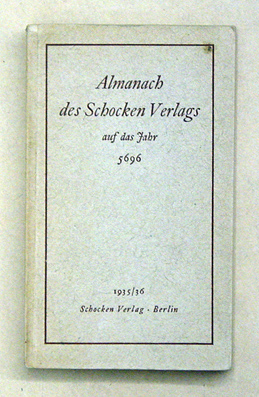 Almanach
des Schocken Verlags
auf das Jahr
5696
1935/36
Schocken Verlag · Berlin